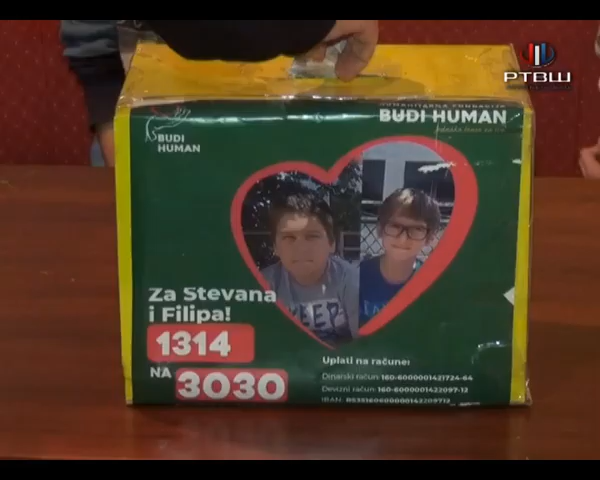 РТВШ
BUDI
HUMAN
HUMANITARNA FONDACIJA
BUDI HUMAN
Za Stevana
i Filipa!
1314
NA
3030
Uplati na račune:
Dinarski račun: 160-6000001421724-64
Devizni račun: 160-6000001422097-12
IBAN: